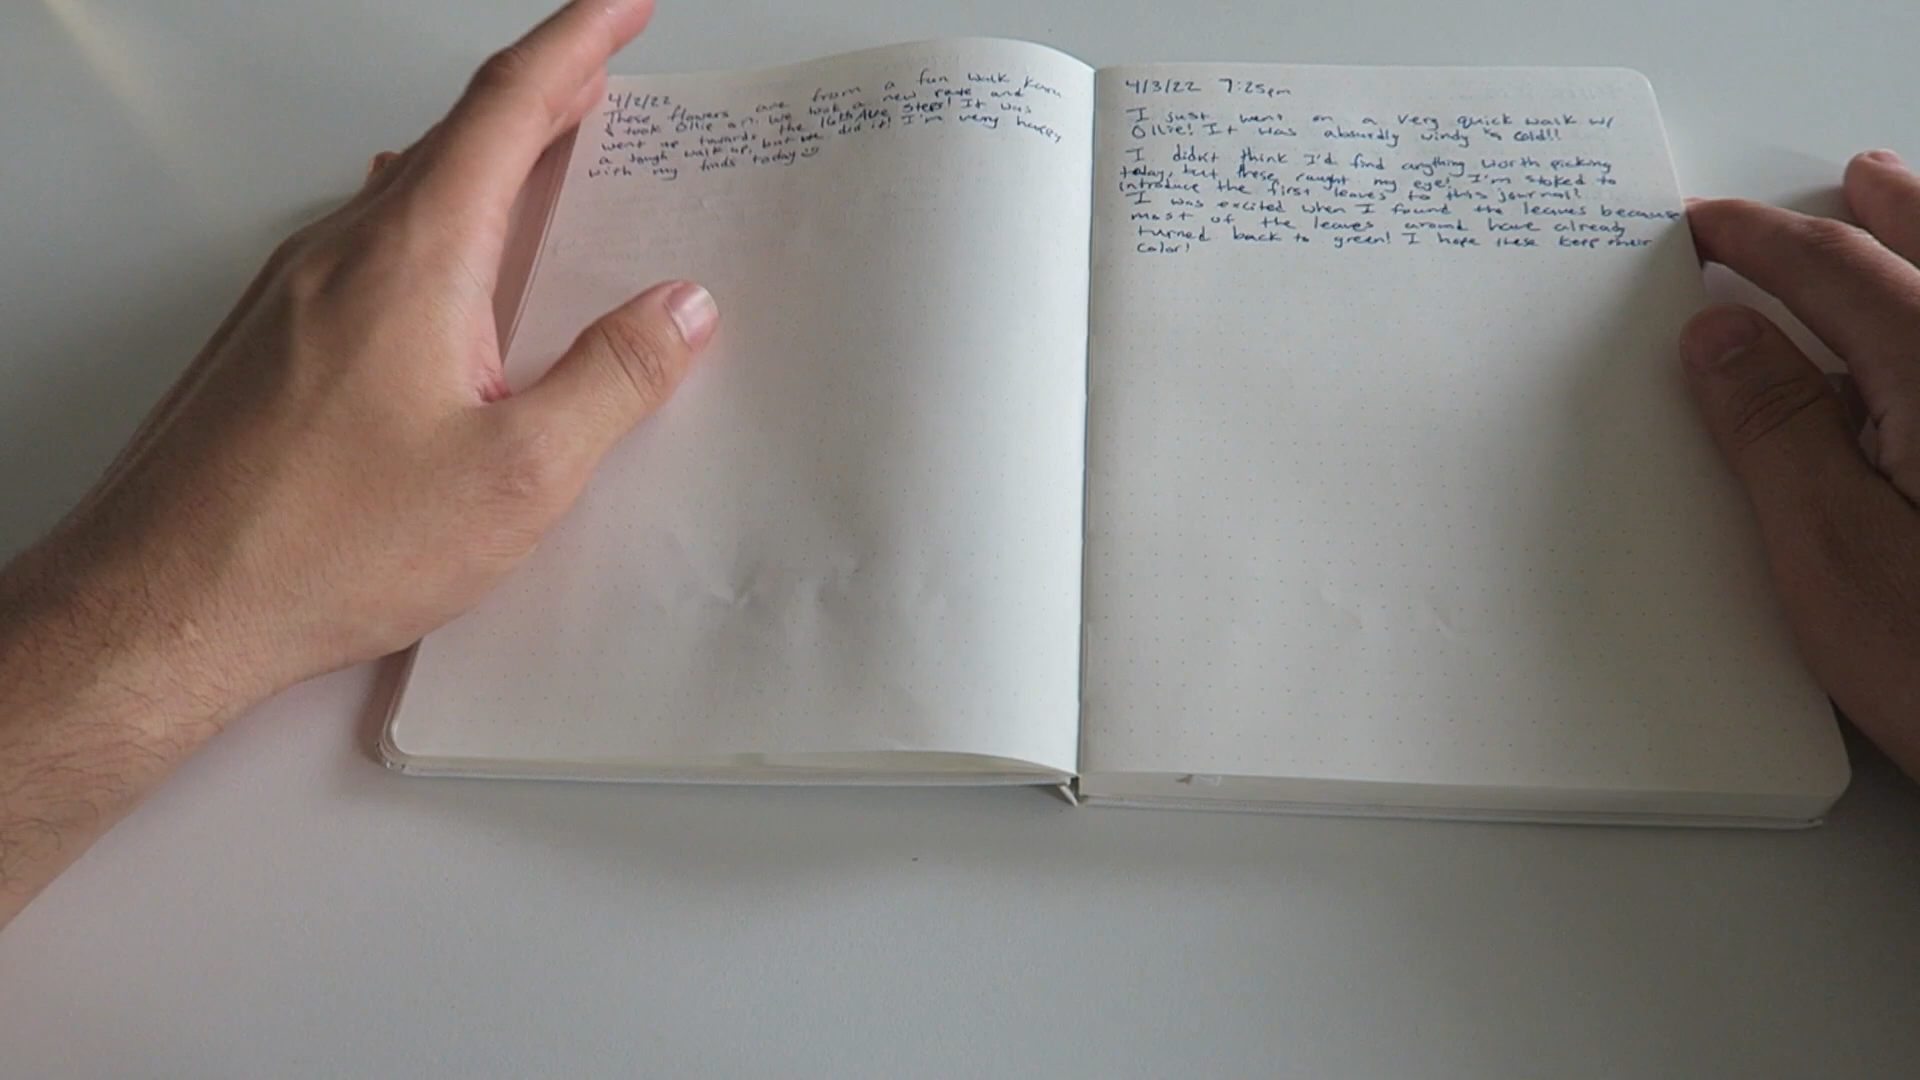 4/2/22
These flowers are from a fun walk Kara
& took Ollie on. We took a new route and
went up towards the 16th Ave steps! It was
a tough walk up, but we did it! I'm very happy
with my finds today
4/3/22 7:25pm
I just went on a very quick walk w/
Ollie! It was absurdly windy & cold!!
I didn't think I'd find anything worth picking
today, but these caught my eye! I'm stoked to
introduce the first leaves to this journal!
I was excited when I found the leaves because
most of the leaves around have already
turned back to green! I hope these keep their
color!